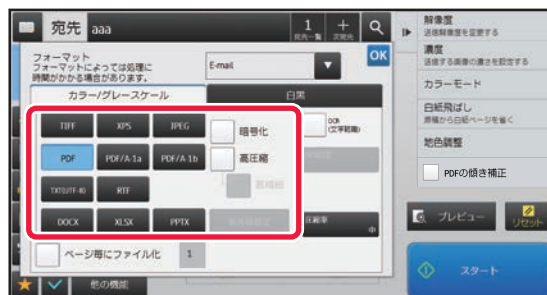 宛先 aaa
1
宛先一覧
+
次宛先
フォーマット
フォーマットによっては処理に
時間がかかる場合があります。
E-mail
OK
カラー/グレースケール
白黒
TIFF
XPS
JPEG
暗号化
OCR
(文字認識)
PDF
PDF/A-1a
PDF/A-1b
高圧縮
高精細
TXT(UTF-8)
RTF
DOCX
XLSX
PPTX
圧縮率
中
ページ毎にファイル化
1
他の機能
解像度
送信解像度を変更する
濃度
送信する画像の濃さを設定する
カラーモード
白紙飛ばし
原稿から白紙ページを省く
地色調整
PDFの傾き補正
プレビュー
リセット
スタート